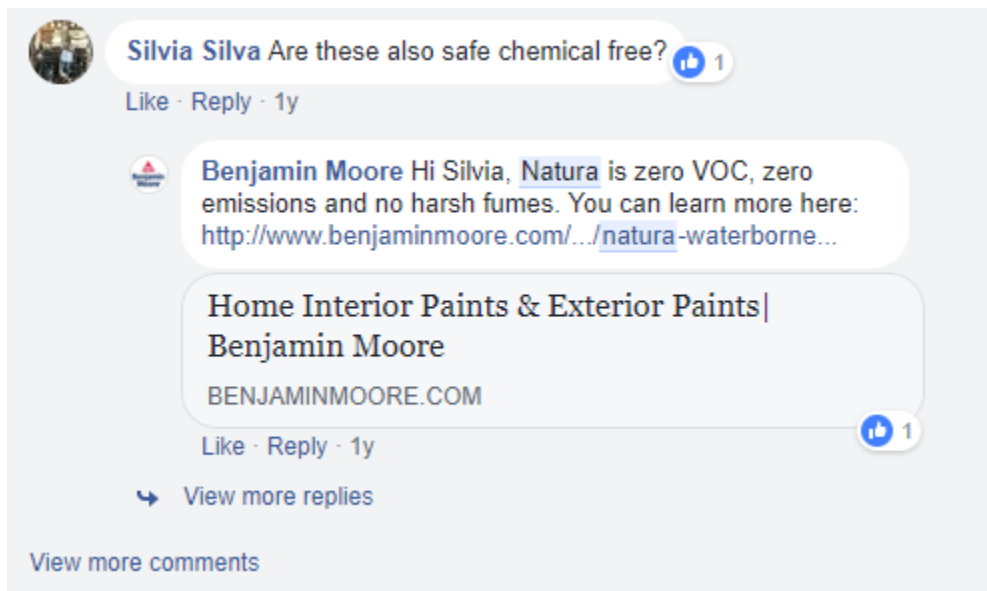 Silvia Silva Are these also safe chemical free?
1
Like · Reply · 1y
Benjamin Moore Hi Silvia, Natura is zero VOC, zero
emissions and no harsh fumes. You can learn more here:
http://www.benjaminmoore.com/.../natura-waterborne...
Home Interior Paints & Exterior Paints|
Benjamin Moore
BENJAMINMOORE.COM
1
Like · Reply · 1y
View more replies
View more comments